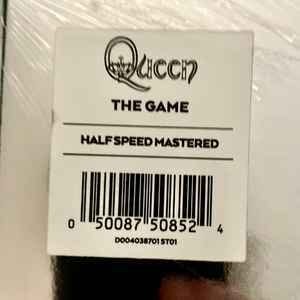 Queen
THE GAME
HALF SPEED MASTERED
0 50087 50852 4
D004038701 ST01